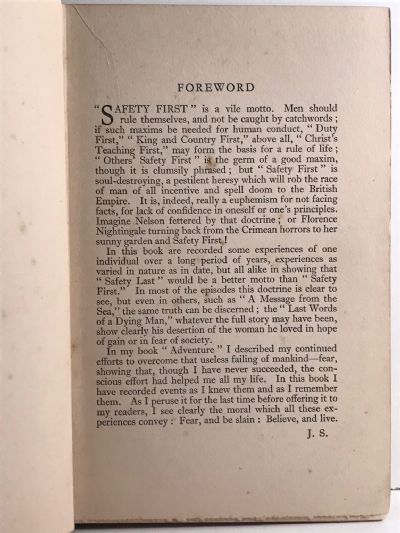 FOREWORD
"SAFETY FIRST" is a vile motto. Men should
rule themselves, and not be caught by catchwords;
if such maxims be needed for human conduct, "Duty
First," "King and Country First," above all, "Christ's
Teaching First," may form the basis for a rule of life;
"Others' Safety First" is the germ of a good maxim,
though it is clumsily phrased; but "Safety First" is
soul-destroying, a pestilent heresy which will rob the race
of man of all incentive and spell doom to the British
Empire. It is, indeed, really a euphemism for not facing
facts, for lack of confidence in oneself or one's principles.
Imagine Nelson fettered by that doctrine; or Florence
Nightingale turning back from the Crimean horrors to her
sunny garden and Safety First!
In this book are recorded some experiences of one
individual over a long period of years, experiences as
varied in nature as in date, but all alike in showing that
"Safety Last" would be a better motto than "Safety
First." In most of the episodes this doctrine is clear to
see, but even in others, such as "A Message from the
Sea," the same truth can be discerned; the "Last Words
of a Dying Man," whatever the full story may have been,
show clearly his desertion of the woman he loved in hope
of gain or in fear of society.
In my book "Adventure" I described my continued
efforts to overcome that useless failing of mankind—fear,
showing that, though I have never succeeded, the con-
scious effort had helped me all my life. In this book I
have recorded events as I knew them and as I remember
them. As I peruse it for the last time before offering it to
my readers, I see clearly the moral which all these ex-
periences convey: Fear, and be slain: Believe, and live.
J. S.